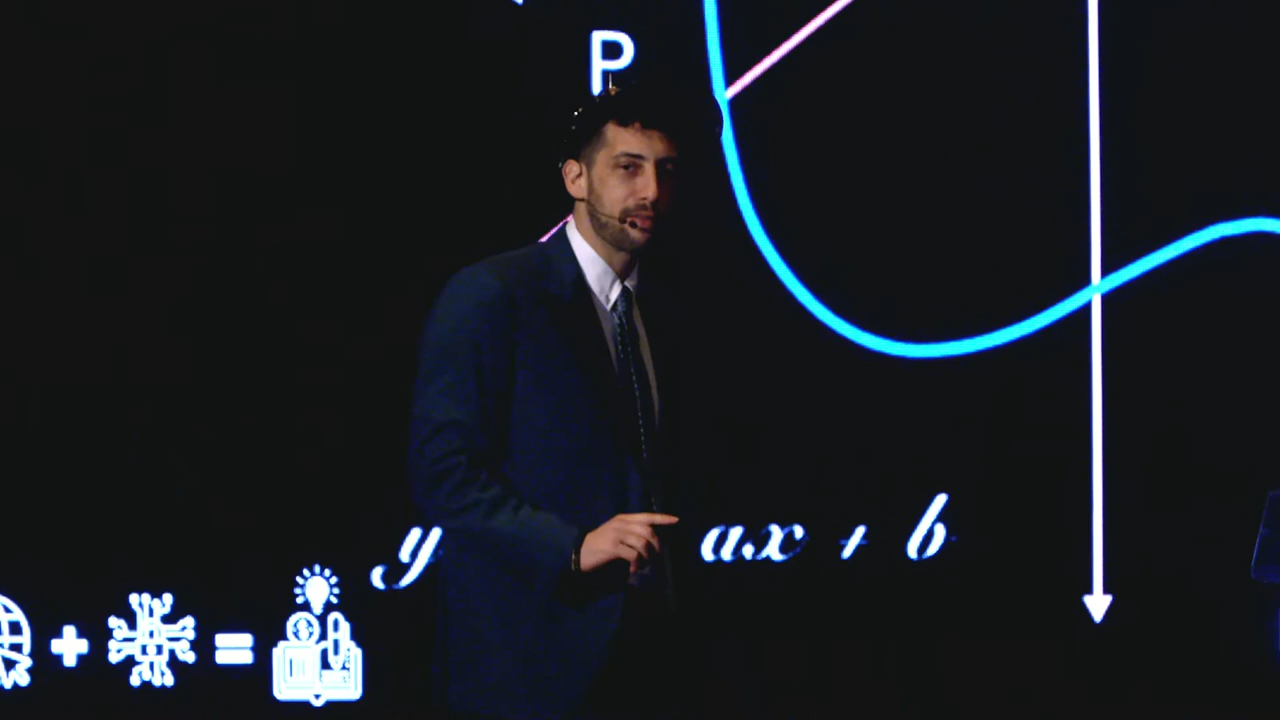 P
+ =
y ax + b